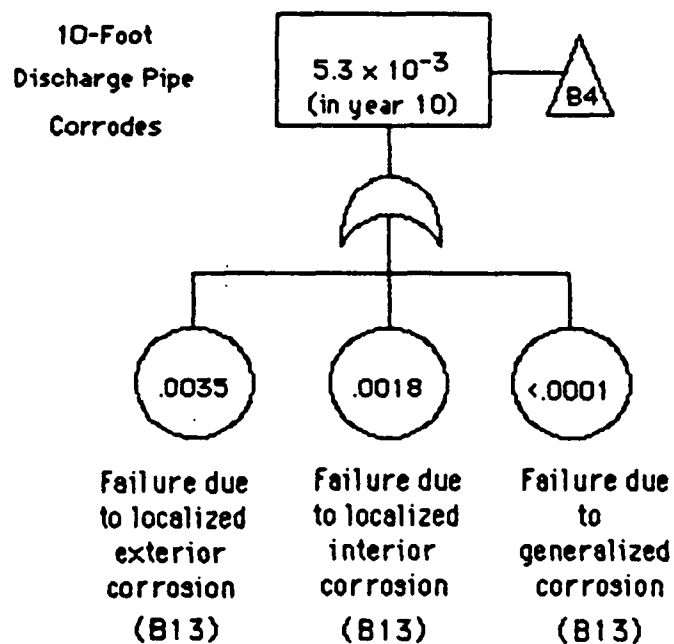 10-Foot
Discharge Pipe
Corrodes
5.3 x 10⁻³
(in year 10)
B4
.0035
.0018
<.0001
Failure due
to localized
exterior
corrosion
(B13)
Failure due
to localized
interior
corrosion
(B13)
Failure due
to
generalized
corrosion
(B13)